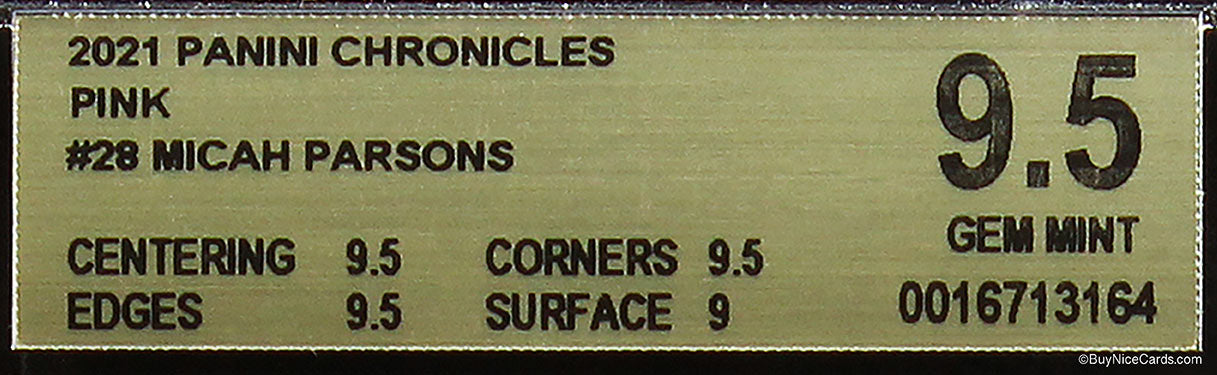 2021 PANINI CHRONICLES
PINK
#28 MICAH PARSONS
9.5
GEM MINT
CENTERING 9.5 CORNERS 9.5
EDGES 9.5 SURFACE 9
0016713164
©BuyNiceCards.com